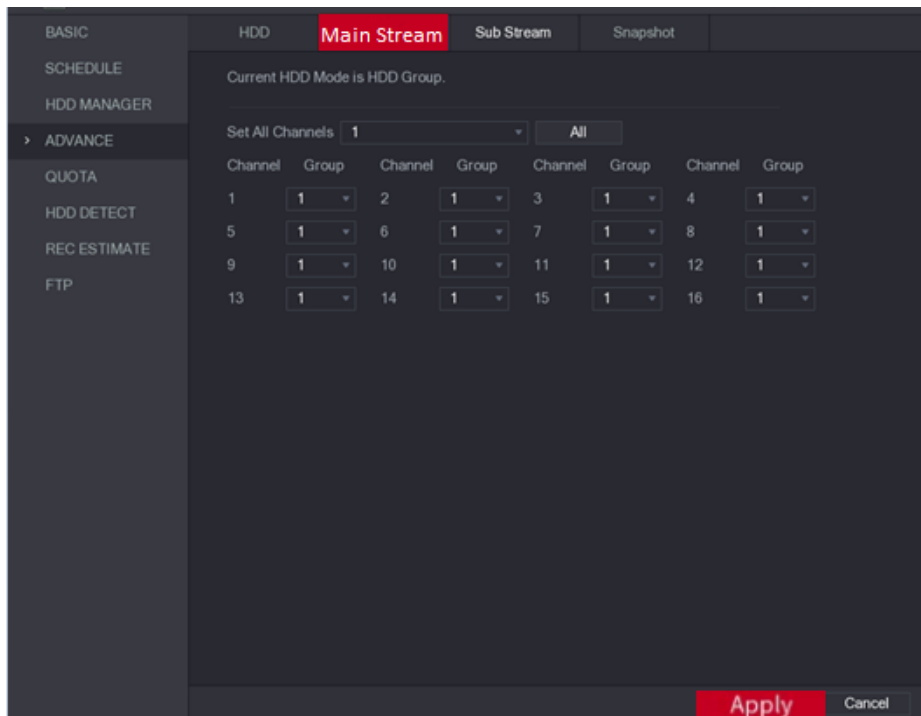 BASIC
SCHEDULE
HDD MANAGER
> ADVANCE
QUOTA
HDD DETECT
REC ESTIMATE
FTP
HDD Main Stream Sub Stream Snapshot
Current HDD Mode is HDD Group.
Set All Channels 1 All
Channel Group Channel Group Channel Group Channel Group
1 1 2 1 3 1 4 1
5 1 6 1 7 1 8 1
9 1 10 1 11 1 12 1
13 1 14 1 15 1 16 1
Apply Cancel